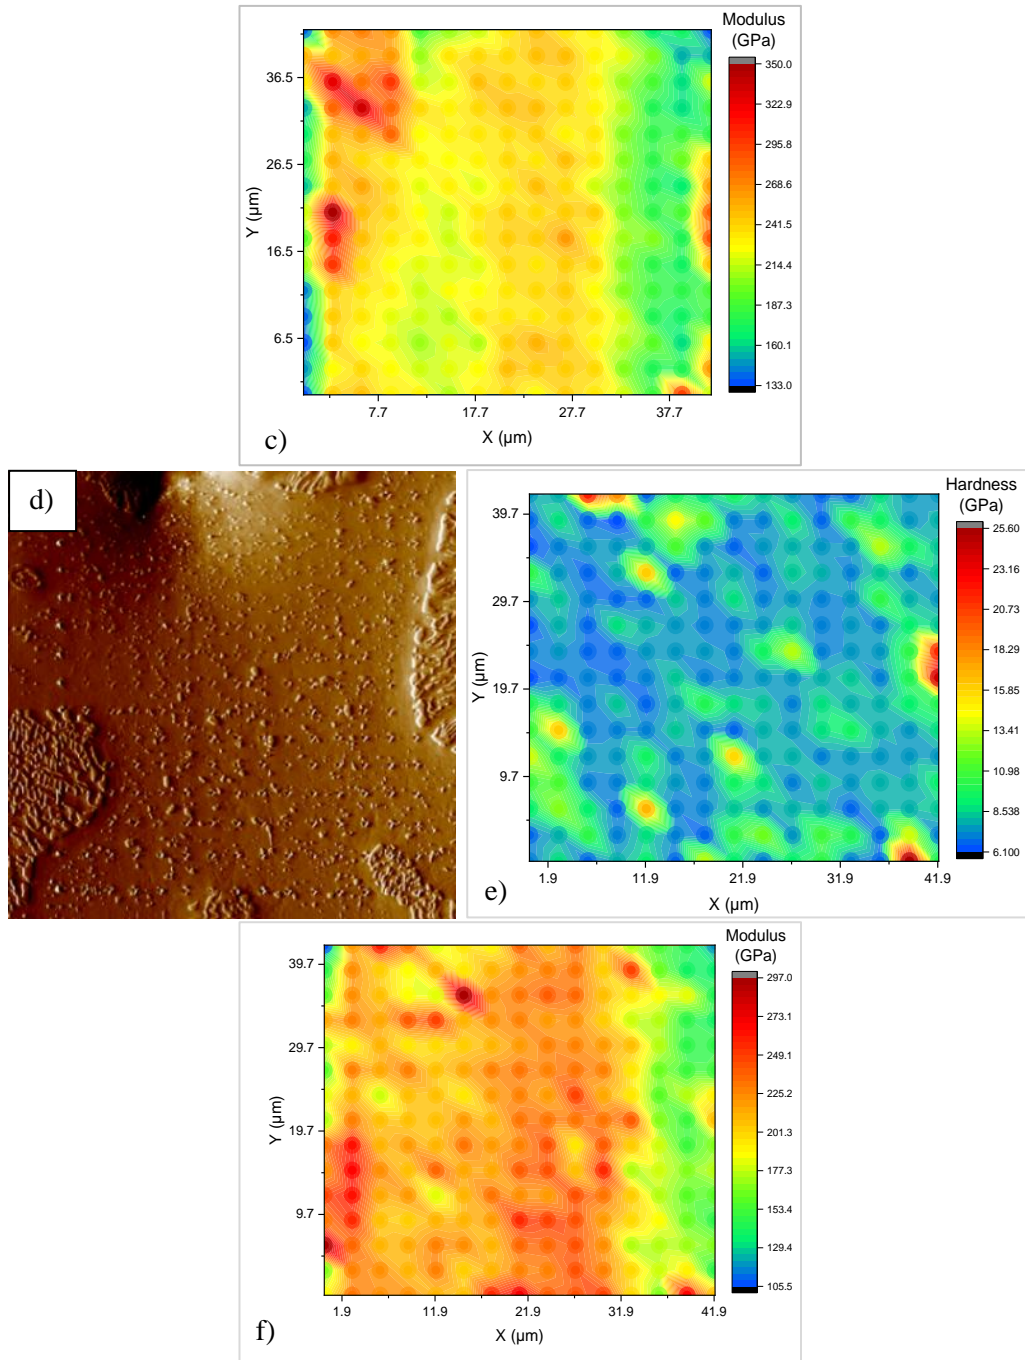 Modulus
(GPa)
350.0
322.9
295.8
268.6
241.5
214.4
187.3
160.1
133.0
36.5
26.5
16.5
6.5
Y (µm)
7.7 17.7 27.7 37.7
X (µm)
c)
d)
Hardness
(GPa)
25.60
23.16
20.73
18.29
15.85
13.41
10.98
8.538
6.100
39.7
29.7
19.7
9.7
Y (µm)
1.9 11.9 21.9 31.9 41.9
X (µm)
e)
Modulus
(GPa)
297.0
273.1
249.1
225.2
201.3
177.3
153.4
129.4
105.5
39.7
29.7
19.7
9.7
Y (µm)
1.9 11.9 21.9 31.9 41.9
X (µm)
f)